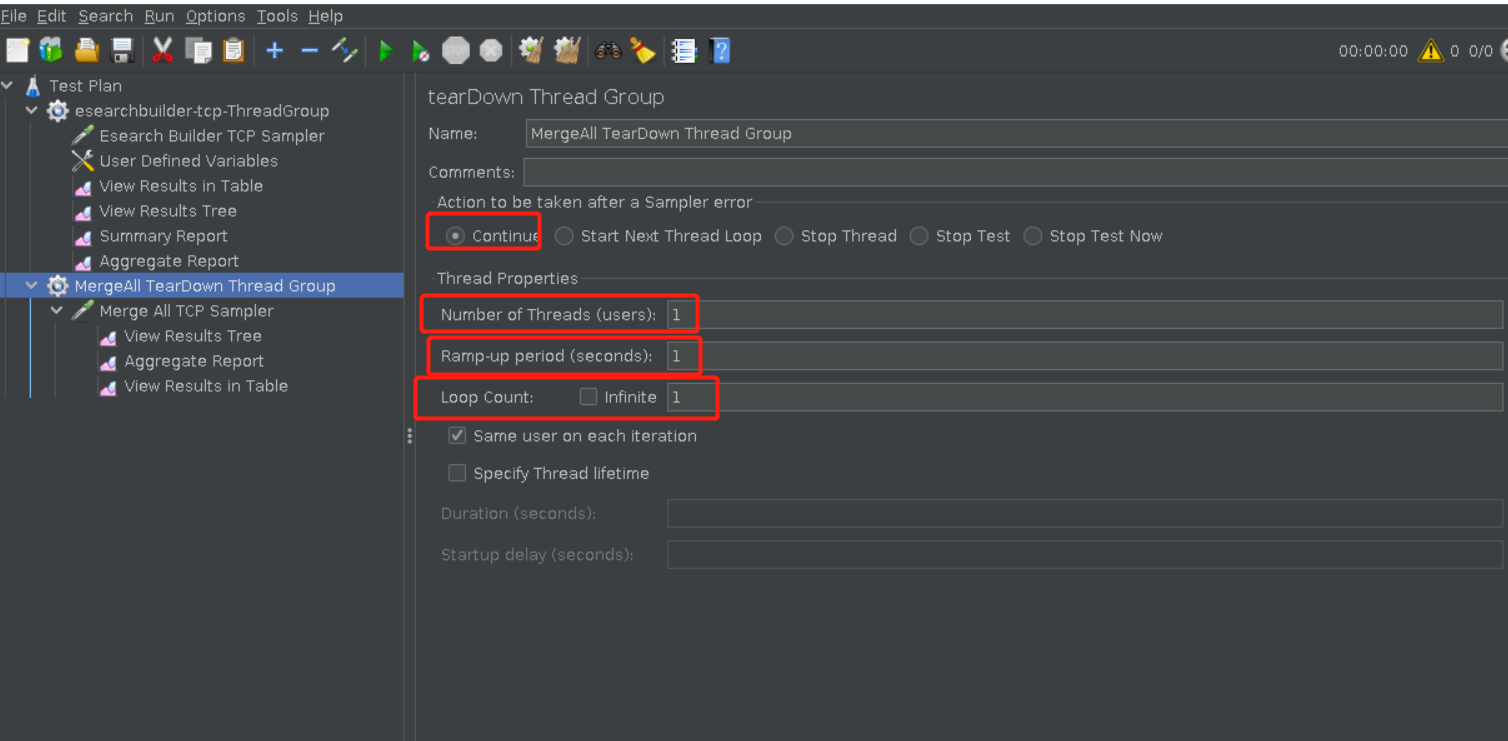 File Edit Search Run Options Tools Help
STOP
00:00:00 0 0/0
Test Plan
esearchbuilder-tcp-ThreadGroup
Esearch Builder TCP Sampler
User Defined Variables
View Results in Table
View Results Tree
Summary Report
Aggregate Report
MergeAll TearDown Thread Group
Merge All TCP Sampler
View Results Tree
Aggregate Report
View Results in Table
tearDown Thread Group
Name: MergeAll TearDown Thread Group
Comments:
Action to be taken after a Sampler error
Continue Start Next Thread Loop Stop Thread Stop Test Stop Test Now
Thread Properties
Number of Threads (users): 1
Ramp-up period (seconds): 1
Loop Count: Infinite 1
Same user on each iteration
Specify Thread lifetime
Duration (seconds):
Startup delay (seconds):